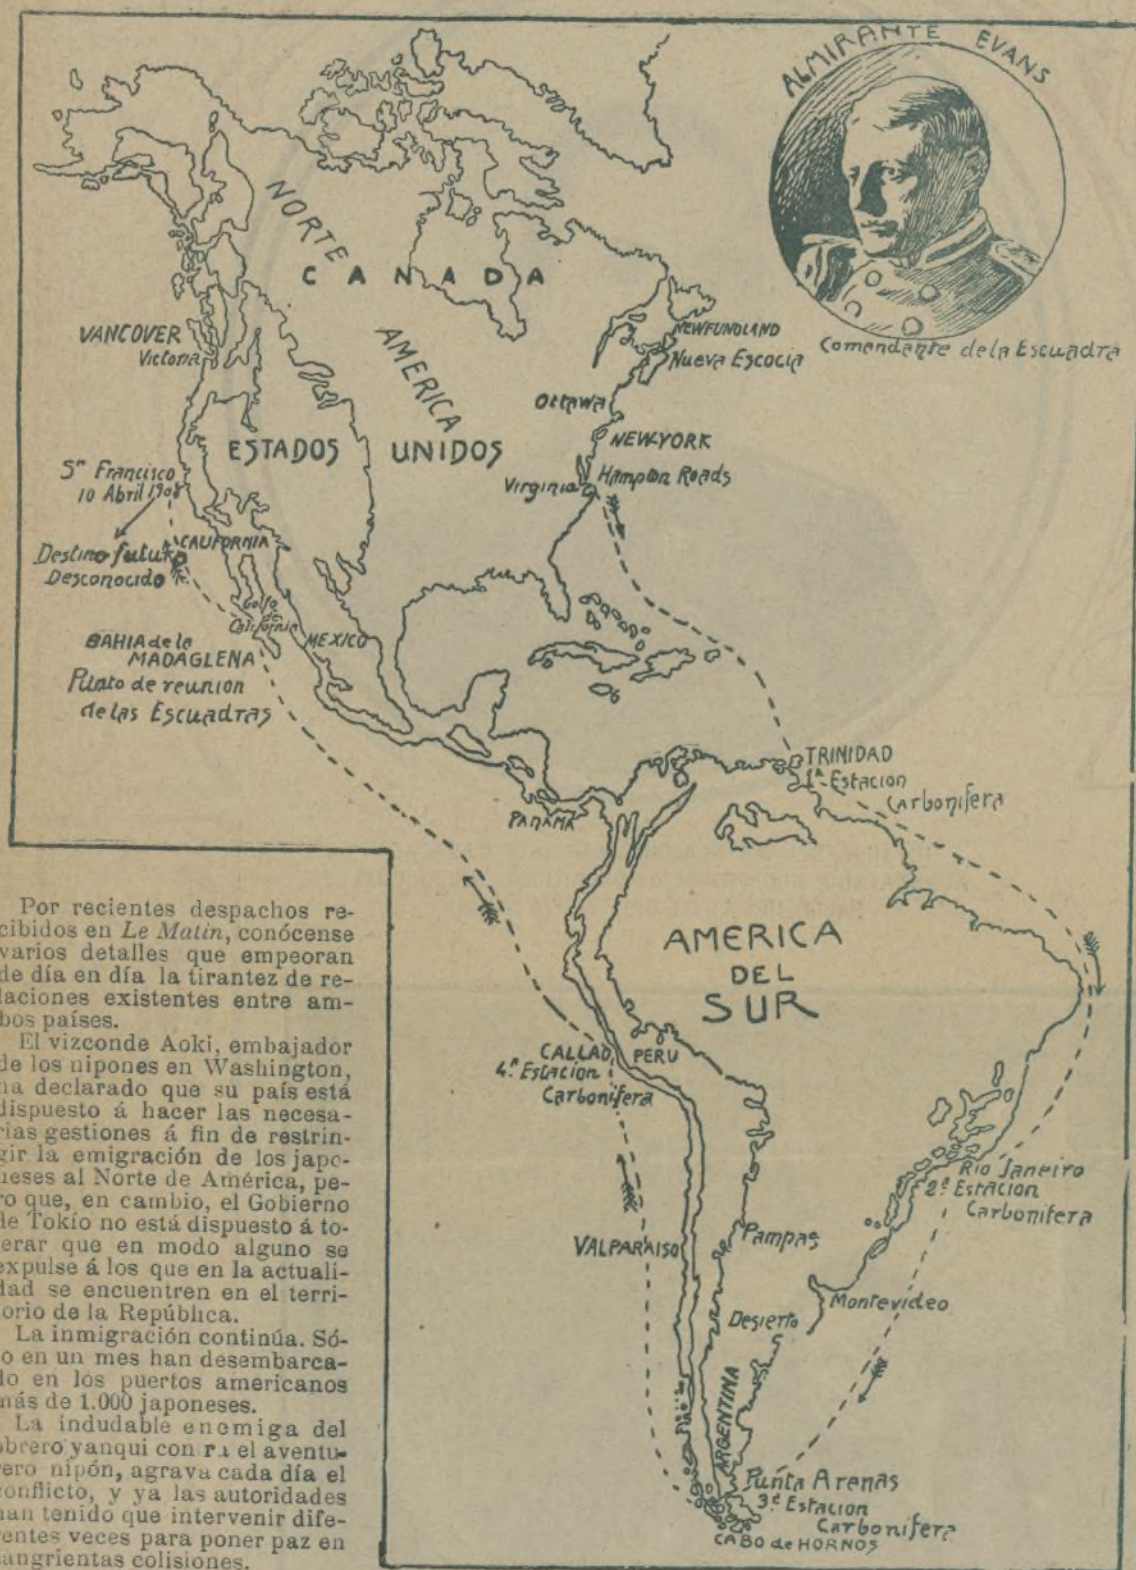 ALMIRANTE EVANS
Comandante de la Escuadra
NORTE
AMERICA
CANADA
VANCOVER
Victoria
NEWFUNDLAND
Nueva Escocia
Ottawa
ESTADOS UNIDOS
NEW-YORK
Hampton Roads
Virginia
Sn Francisco
10 Abril 1908
CALIFORNIA
Destino futuro
Desconocido
Golfo
de
California
MEXICO
BAHIA de la
MADAGLENA
Punto de reunion
de las Escuadras
TRINIDAD
1ª Estacion
Carbonifera
PANAMA
AMERICA
DEL
SUR
CALLAO
PERU
4ª Estacion
Carbonifera
Rio Janeiro
2ª Estacion
Carbonifera
VALPARAISO
Pampas
Montevideo
Desierto
ARGENTINA
Punta Arenas
3ª Estacion
Carbonifera
CABO de HORNOS
Por recientes despachos re-
cibidos en Le Matin, conócense
varios detalles que empeoran
de día en día la tirantez de re-
laciones existentes entre am-
bos países.
El vizconde Aoki, embajador
de los nipones en Washington,
ha declarado que su país está
dispuesto á hacer las necesa-
rias gestiones á fin de restrin-
gir la emigración de los japo-
neses al Norte de América, pe-
ro que, en cambio, el Gobierno
de Tokío no está dispuesto á to-
erar que en modo alguno se
expulse á los que en la actuali-
dad se encuentren en el terri-
torio de la República.
La inmigración continúa. Só-
o en un mes han desembarca-
do en los puertos americanos
más de 1.000 japoneses.
La indudable enemiga del
obrero yanqui con ra el aventu-
rero nipón, agrava cada día el
conflicto, y ya las autoridades
han tenido que intervenir dife-
rentes veces para poner paz en
sangrientas colisiones.